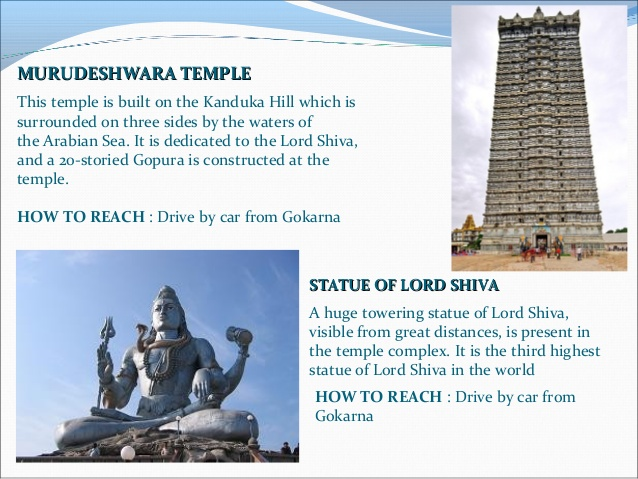 MURUDESHWARA TEMPLE
This temple is built on the Kanduka Hill which is
surrounded on three sides by the waters of
the Arabian Sea. It is dedicated to the Lord Shiva,
and a 20-storied Gopura is constructed at the
temple.
HOW TO REACH : Drive by car from Gokarna
STATUE OF LORD SHIVA
A huge towering statue of Lord Shiva,
visible from great distances, is present in
the temple complex. It is the third highest
statue of Lord Shiva in the world
HOW TO REACH : Drive by car from
Gokarna